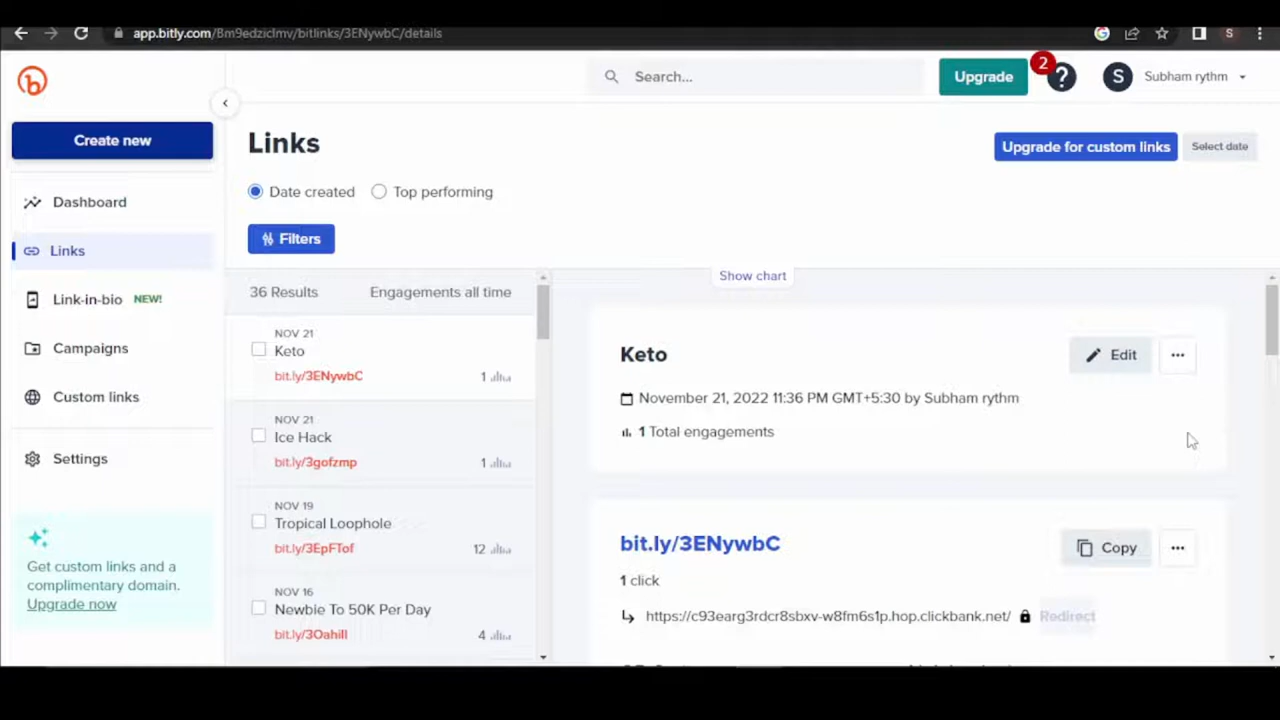 app.bitly.com/Bm9edziclmv/bitlinks/3ENywbC/details
S
b
Search...
Upgrade
2
?
S
Subham rythm
Create new
Links
Upgrade for custom links
Select date
Dashboard
Date created
Top performing
Links
Filters
Show chart
36 Results
Engagements all time
Link-in-bio NEW!
NOV 21
Keto
bit.ly/3ENywbC
1
Keto
Edit
Campaigns
Custom links
November 21, 2022 11:36 PM GMT+5:30 by Subham rythm
1 Total engagements
NOV 21
Ice Hack
bit.ly/3gofzmp
1
Settings
NOV 19
Tropical Loophole
bit.ly/3EpFTof
12
bit.ly/3ENywbC
Copy
Get custom links and a
complimentary domain.
Upgrade now
1 click
NOV 16
Newbie To 50K Per Day
bit.ly/3Oahill
4
https://c93earg3rdcr8sbxv-w8fm6s1p.hop.clickbank.net/
Redirect